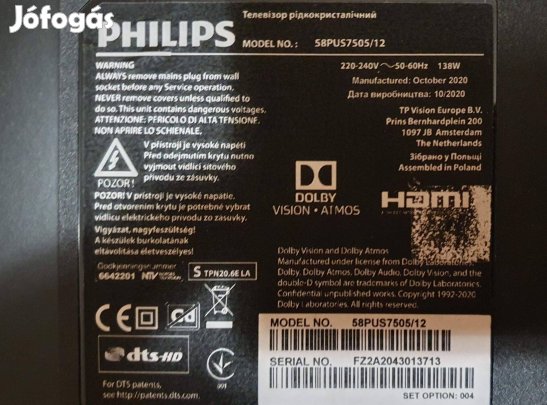 Jófogás
PHILIPS
Телевізор рідкокристалічний
MODEL NO.: 58PUS7505/12
220-240V ~ 50-60Hz 138W
Manufactured: October 2020
Дата виробництва: 10/2020
TP Vision Europe B.V.
Prins Bernhardplein 200
1097 JB Amsterdam
The Netherlands
Зібрано у Польщі
Assembled in Poland
WARNING
ALWAYS remove mains plug from wall
socket before any Service operation.
NEVER remove covers unless qualified to
do so. This unit contains dangerous voltages.
ATTENZIONE: PERICOLO DI ALTA TENSIONE.
NON APRIRE LO SCHIENALE.
V přístroji je vysoké napětí
Před odejmutím krytu nutno
vyjmout vidlici síťového
přívodu ze zásuvky.
POZOR!
POZOR! V prístroji je vysoké napätie.
Pred otvorením krytu je potrebné vybrať
vidlicu elektrického prívodu zo zásuvky.
Vigyázat, nagyfeszültség!
A készülék burkolatának
eltávolítása életveszélyes!
DOLBY
VISION · ATMOS
HDMI
Dolby Vision and Dolby Atmos
Manufactured under license from Dolby Laboratories.
Dolby, Dolby Atmos, Dolby Audio, Dolby Vision, and the
double-D symbol are trademarks of Dolby Laboratories.
Confidential unpublished works. Copyright 1992-2020
Dolby Laboratories. All rights reserved.
Godkjenningsnummer
6642201 NTV
S TPN20.6E LA
CE
dts-HD
001
For DTS patents,
see http://patents.dts.com.
MODEL NO. 58PUS7505/12
SERIAL NO. FZ2A2043013713
SET OPTION: 004